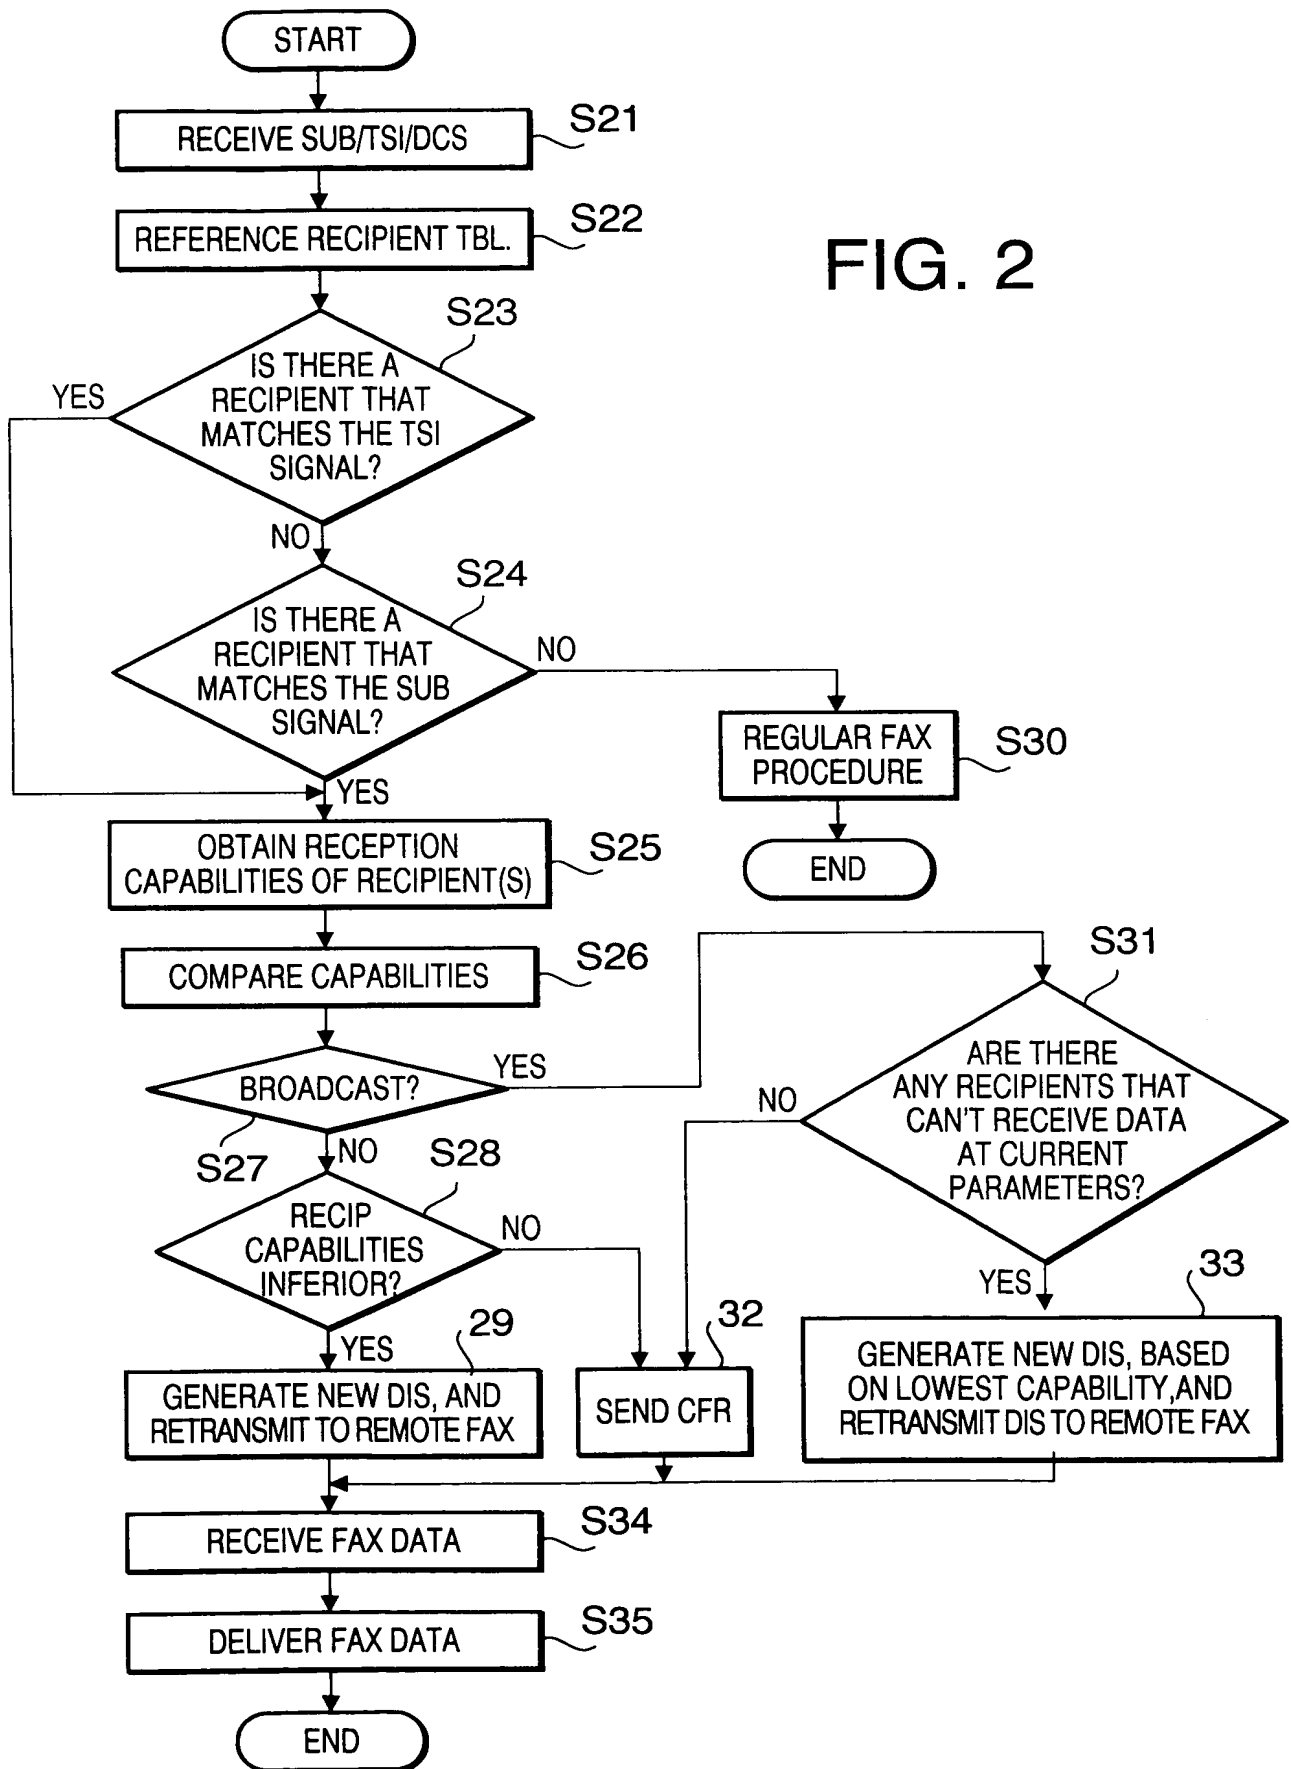 START
RECEIVE SUB/TSI/DCS
S21
REFERENCE RECIPIENT TBL.
S22
FIG. 2
S23
IS THERE A
RECIPIENT THAT
MATCHES THE TSI
SIGNAL?
YES
NO
S24
IS THERE A
RECIPIENT THAT
MATCHES THE SUB
SIGNAL?
NO
YES
REGULAR FAX
PROCEDURE
S30
END
OBTAIN RECEPTION
CAPABILITIES OF RECIPIENT(S)
S25
COMPARE CAPABILITIES
S26
BROADCAST?
YES
S27
NO
S31
ARE THERE
ANY RECIPIENTS THAT
CAN'T RECEIVE DATA
AT CURRENT
PARAMETERS?
NO
YES
S28
RECIP
CAPABILITIES
INFERIOR?
NO
YES
29
GENERATE NEW DIS, AND
RETRANSMIT TO REMOTE FAX
32
SEND CFR
33
GENERATE NEW DIS, BASED
ON LOWEST CAPABILITY,AND
RETRANSMIT DIS TO REMOTE FAX
RECEIVE FAX DATA
S34
DELIVER FAX DATA
S35
END